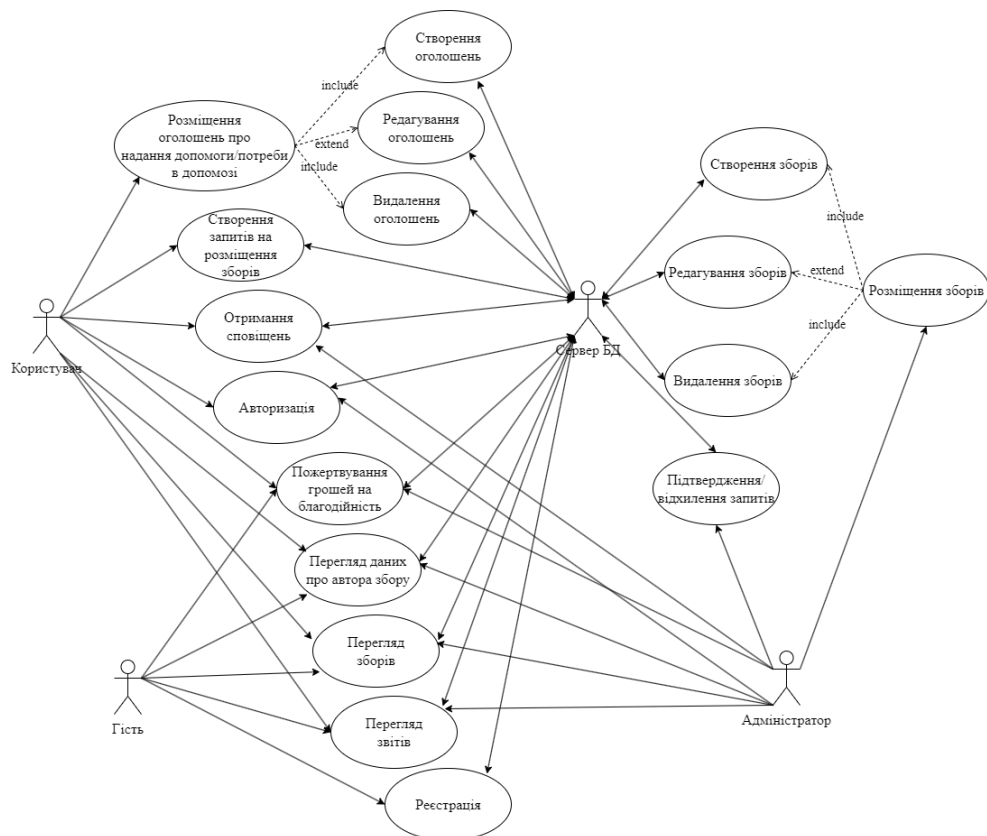 Створення
оголошень
include
Розміщення
оголошень про
надання допомоги/потреби
в допомозі
Редагування
оголошень
extend
include
Видалення
оголошень
Створення
запитів на
розміщення
зборів
Отримання
сповіщень
Користувач
Авторизація
Сервер БД
Створення зборів
include
Редагування зборів
extend
Розміщення зборів
include
Видалення зборів
Підтвердження/
відхилення запитів
Пожертвування
грошей на
благодійність
Перегляд даних
про автора збору
Перегляд
зборів
Гість
Адміністратор
Перегляд
звітів
Реєстрація